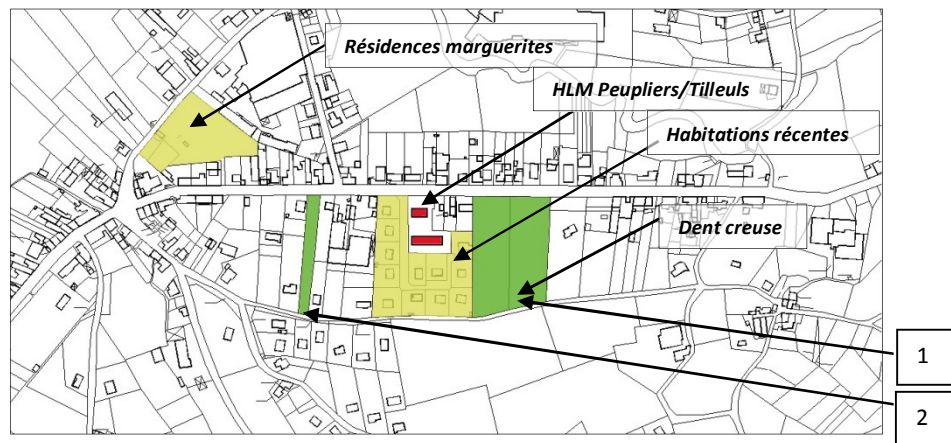 Résidences marguerites
HLM Peupliers/Tilleuls
Habitations récentes
Dent creuse
1
2